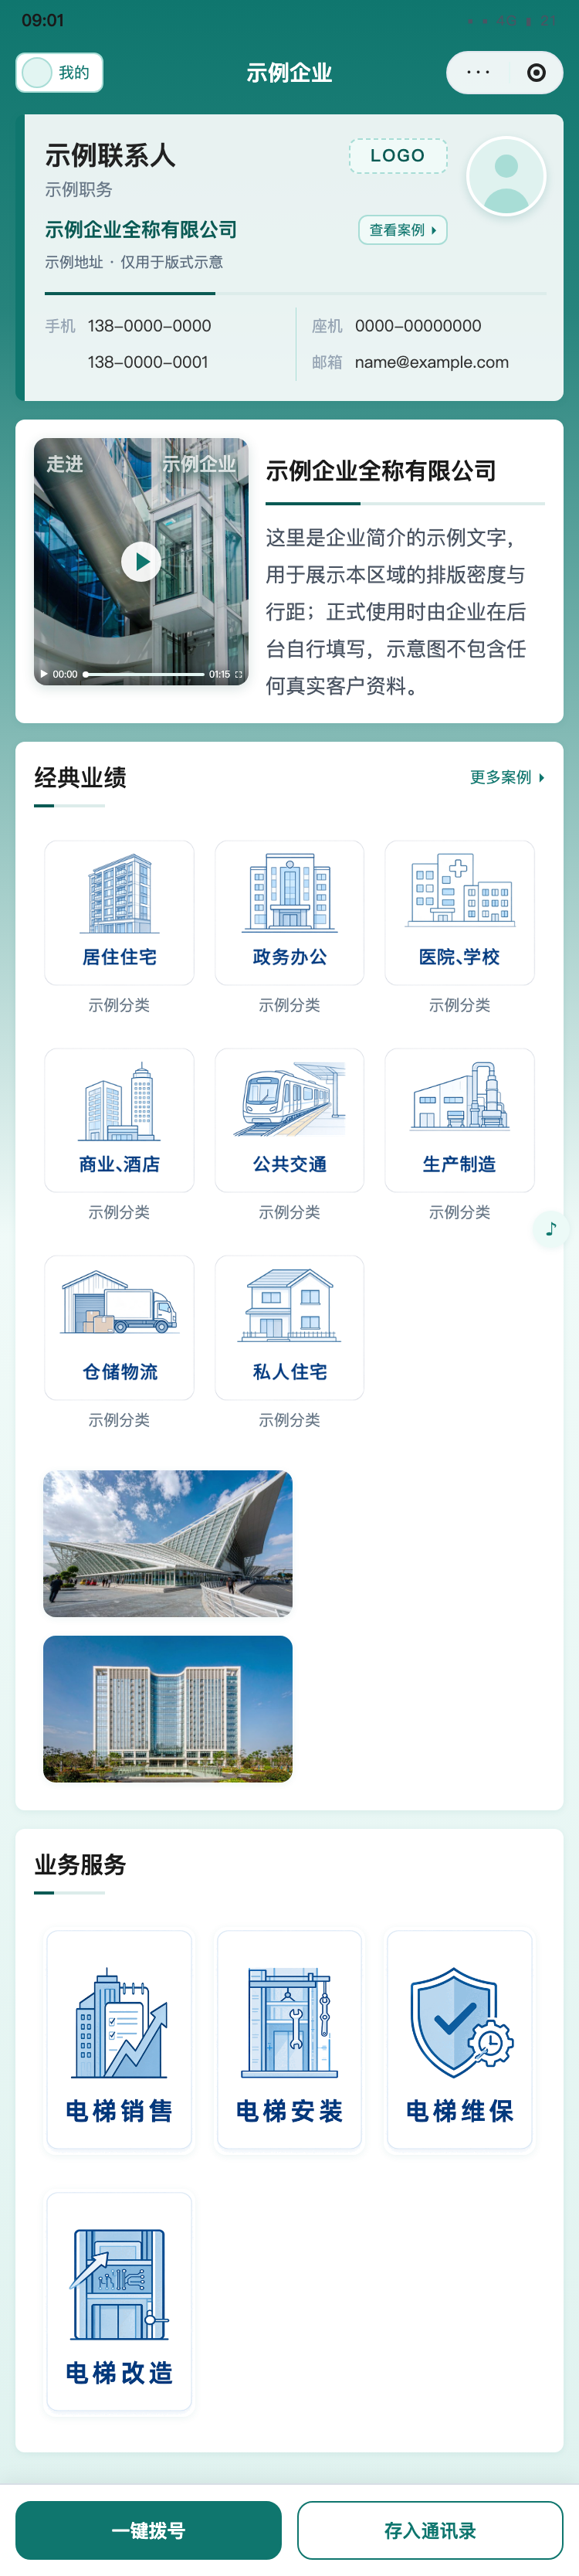 09:01
我的
示例企业
示例联系人
LOGO
示例职务
示例企业全称有限公司
查看案例
示例地址 · 仅用于版式示意
手机 138-0000-0000
138-0000-0001
座机 0000-00000000
邮箱 name@example.com
走进 示例企业
00:00 01:15
示例企业全称有限公司
这里是企业简介的示例文字，
用于展示本区域的排版密度与
行距；正式使用时由企业在后
台自行填写，示意图不包含任
何真实客户资料。
经典业绩
更多案例
居住住宅 政务办公 医院、学校
示例分类 示例分类 示例分类
商业、酒店 公共交通 生产制造
示例分类 示例分类 示例分类
仓储物流 私人住宅
示例分类 示例分类
业务服务
电梯销售 电梯安装 电梯维保
电梯改造
一键拨号 存入通讯录